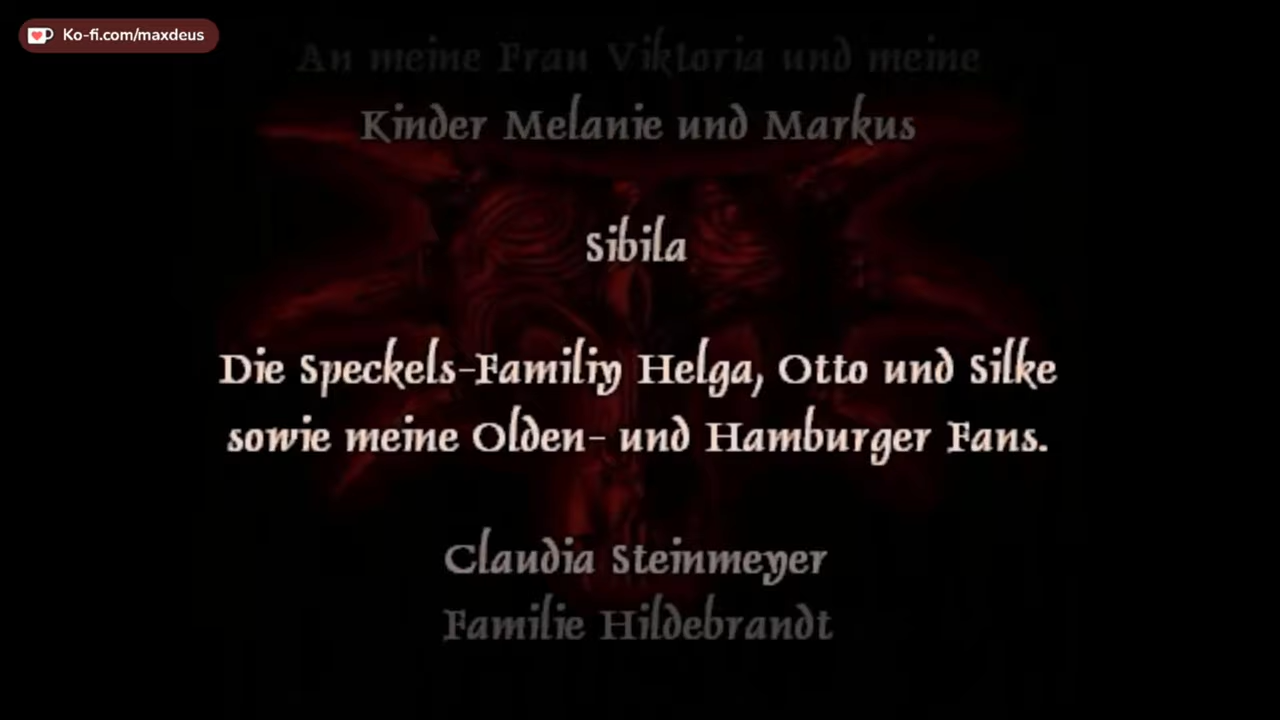 Ko-fi.com/maxdeus
An meine Frau Viktoria und meine
Kinder Melanie und Markus
Sibila
Die Speckels-Familiy Helga, Otto und Silke
sowie meine Olden- und Hamburger Fans.
Claudia Steinmeyer
Familie Hildebrandt